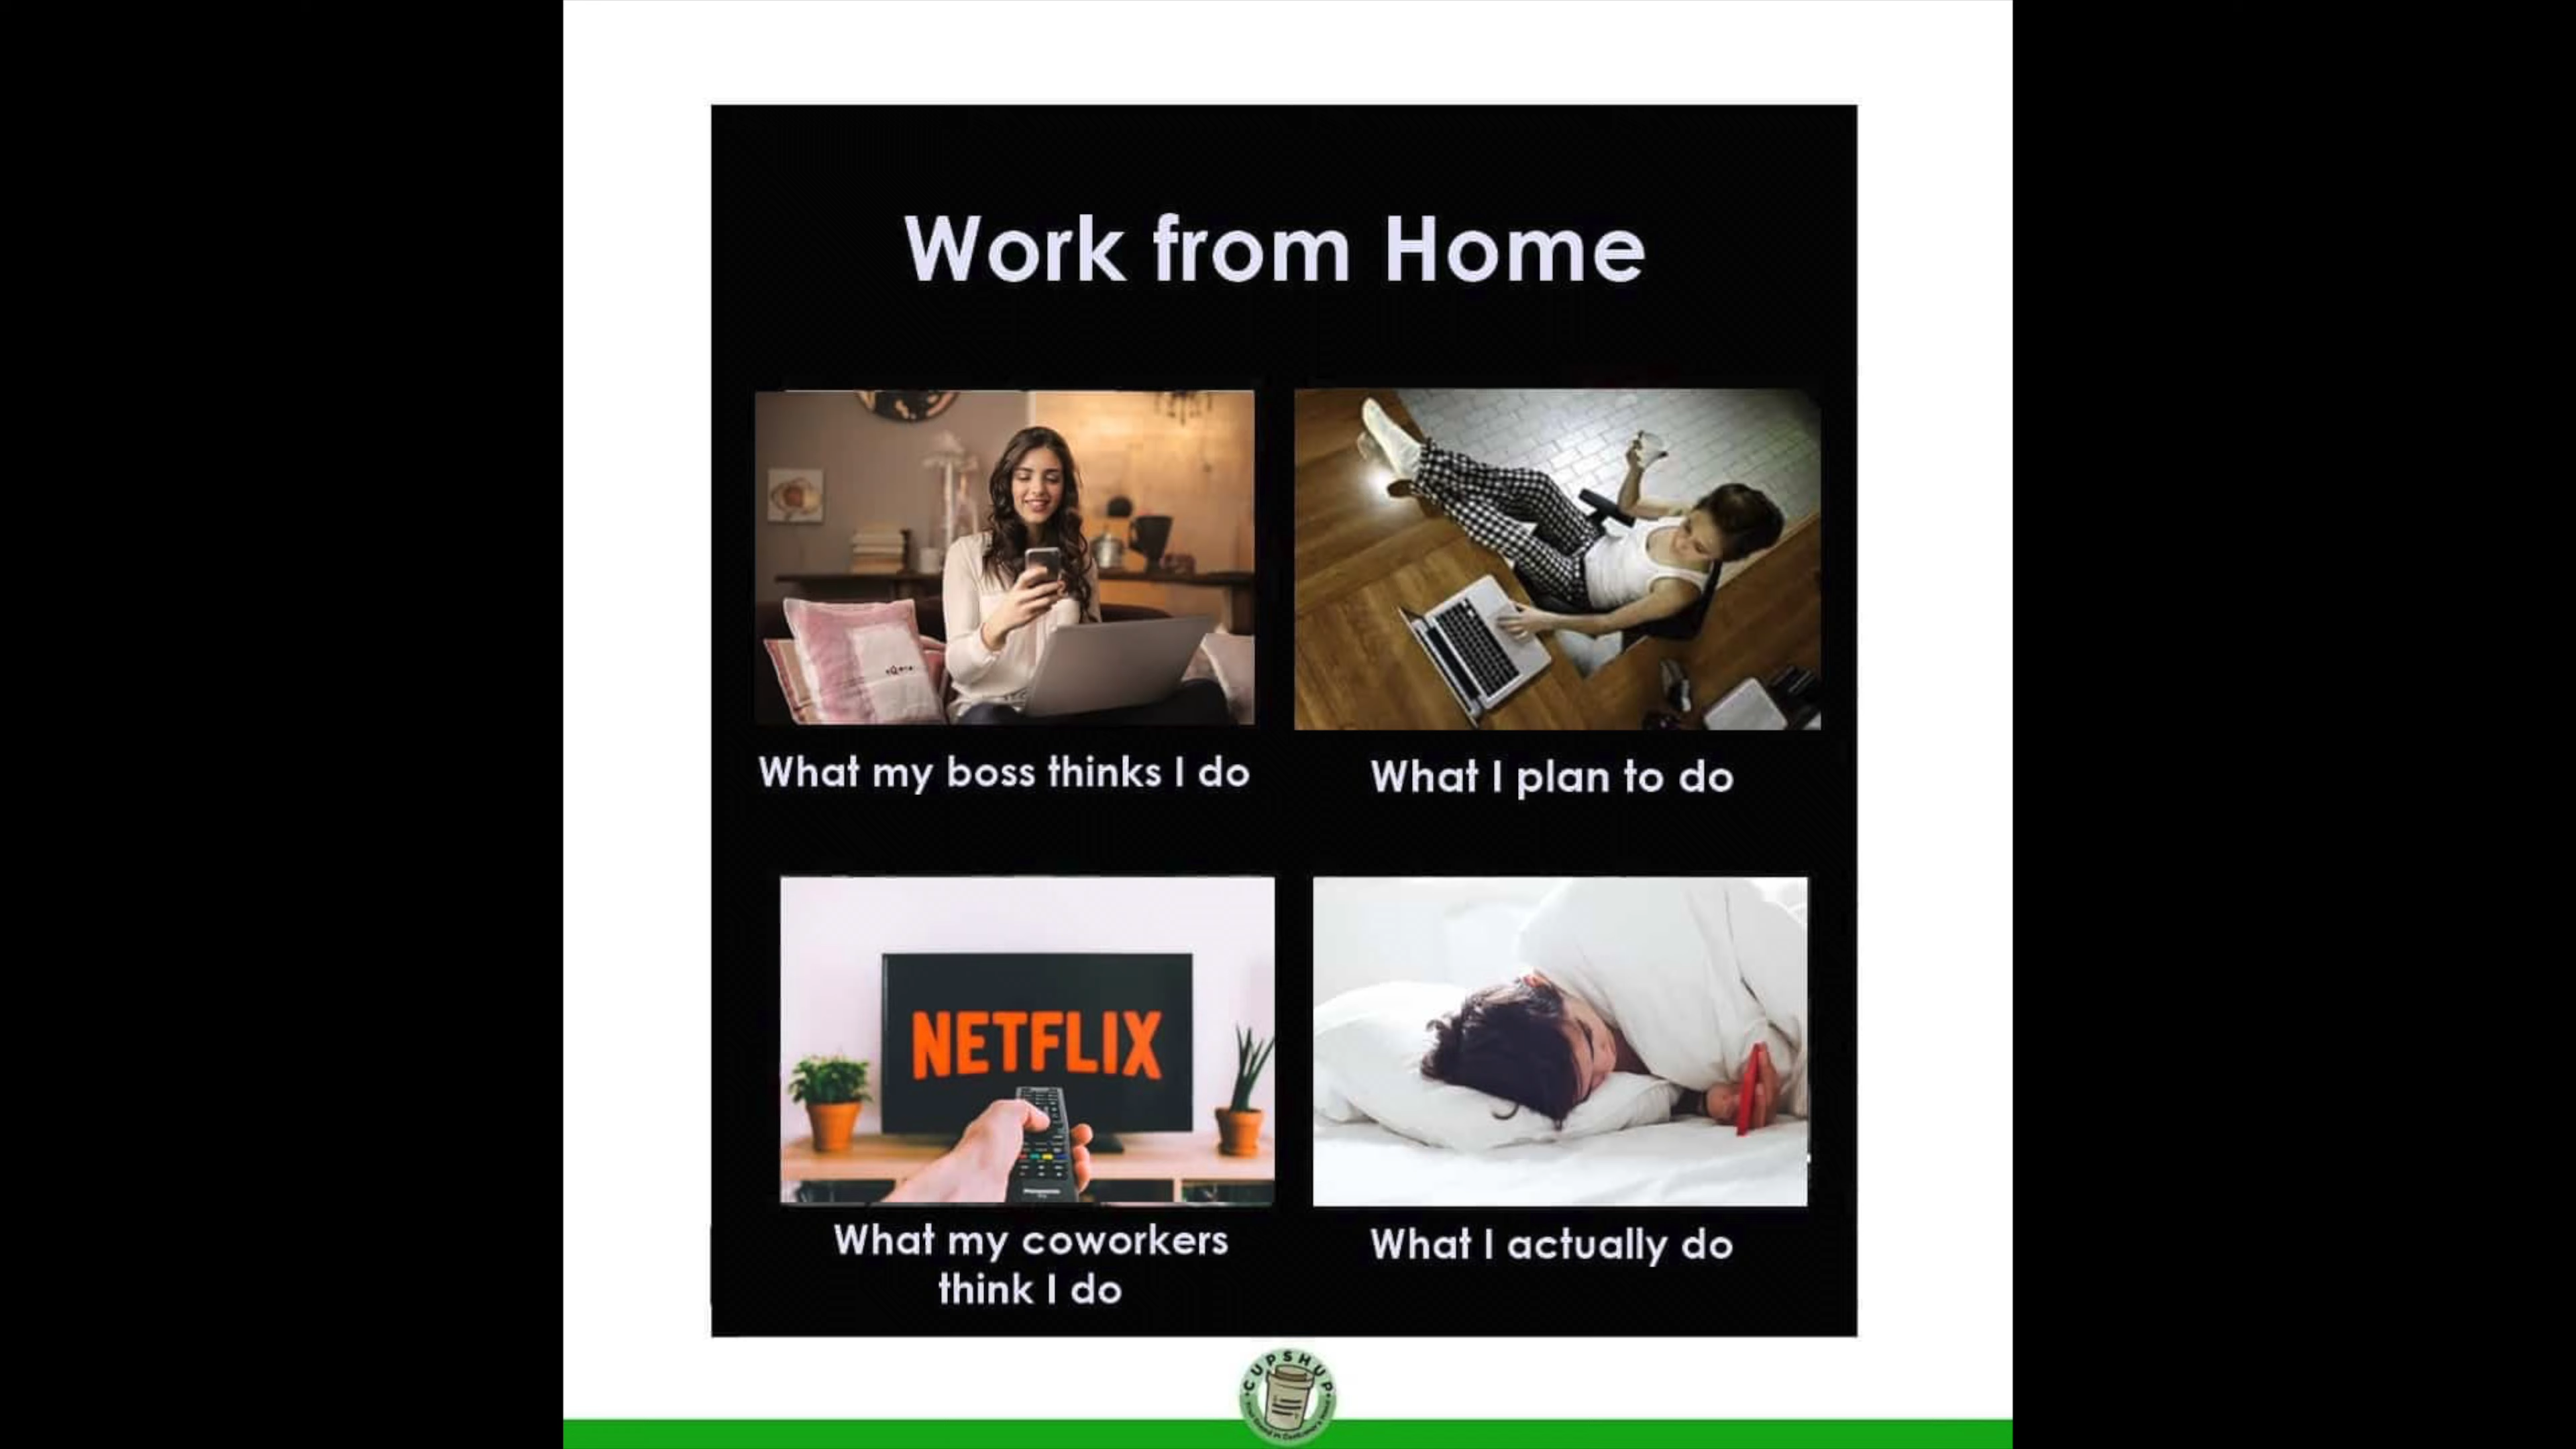 Work from Home
What my boss thinks I do
What I plan to do
NETFLIX
What my coworkers
think I do
What I actually do
CUPSHUP